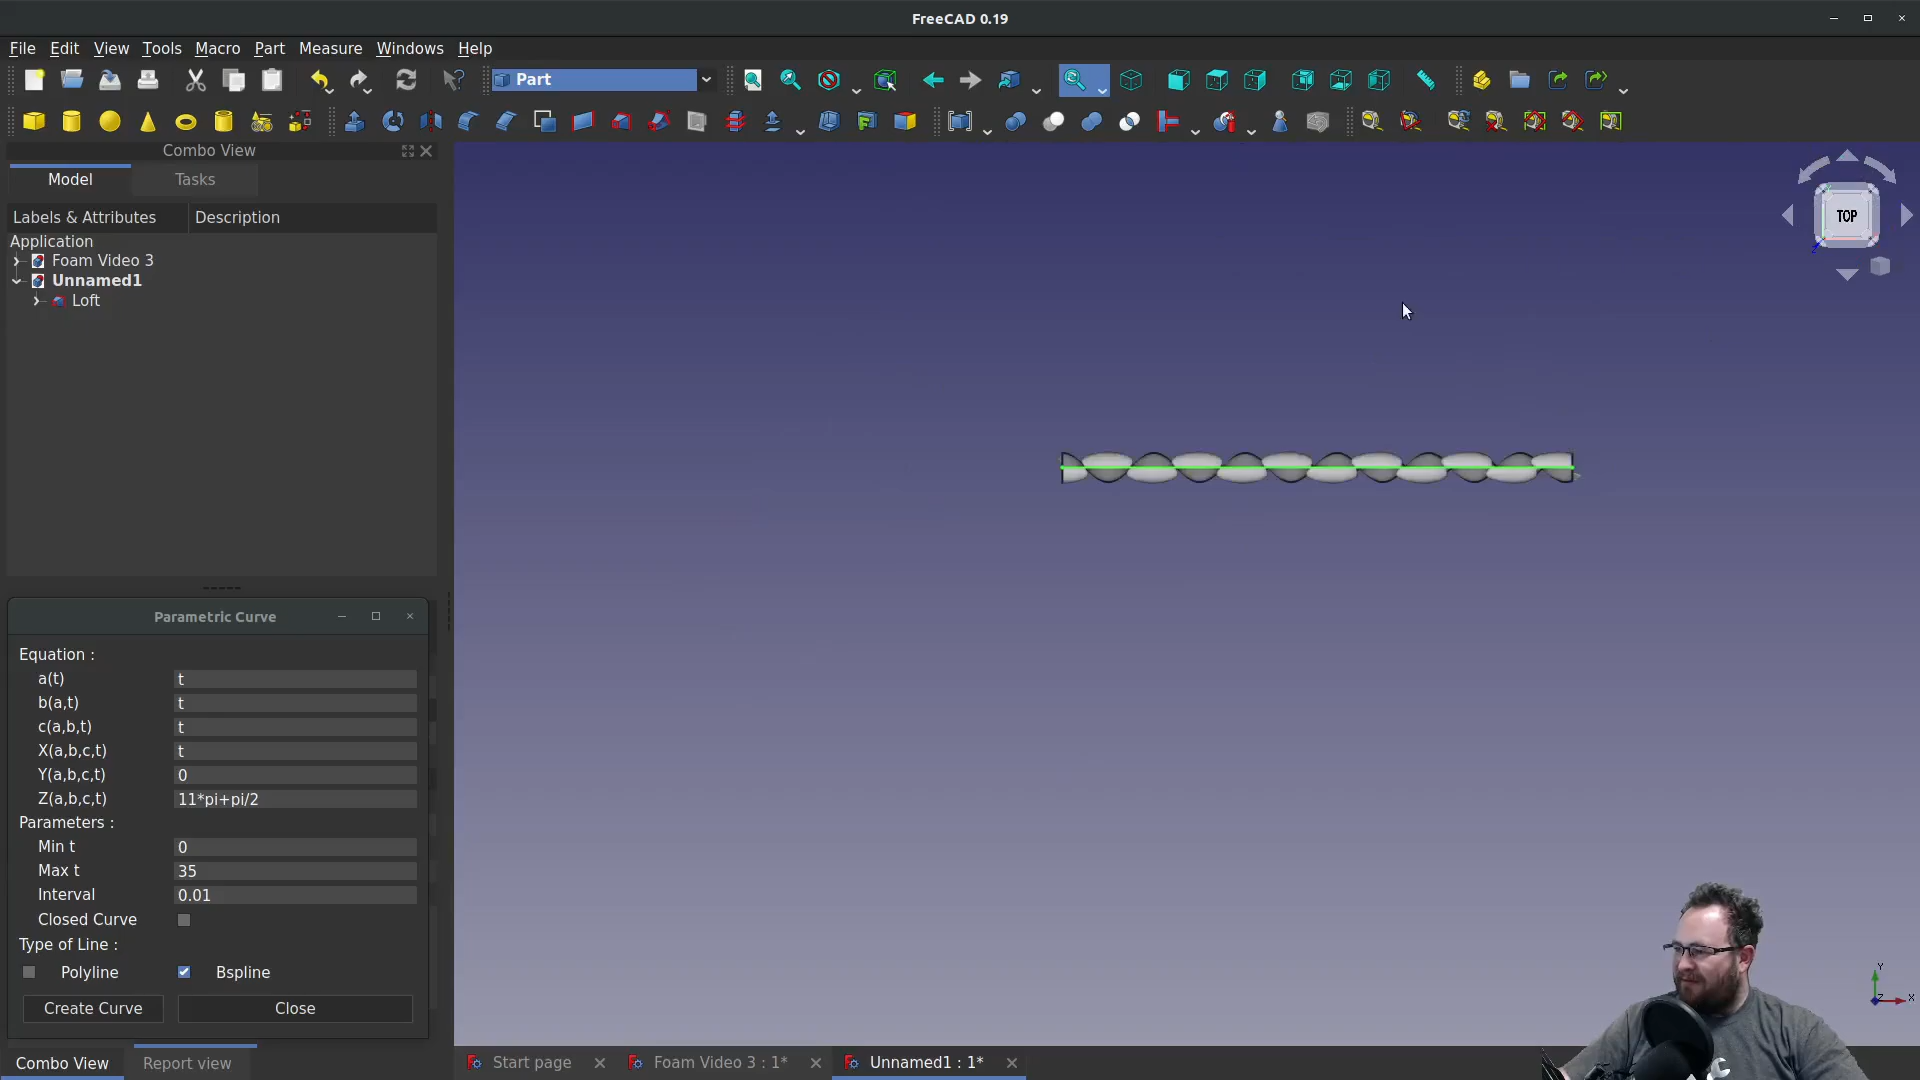 FreeCAD 0.19
File Edit View Tools Macro Part Measure Windows Help
Part
Combo View
Model Tasks
Labels & Attributes Description
Application
Foam Video 3
Unnamed1
Loft
TOP
Parametric Curve
Equation :
a(t) t
b(a,t) t
c(a,b,t) t
X(a,b,c,t) t
Y(a,b,c,t) 0
Z(a,b,c,t) 11*pi+pi/2
Parameters :
Min t 0
Max t 35
Interval 0.01
Closed Curve
Type of Line :
Polyline Bspline
Create Curve Close
Y
Z X
Combo View Report view Start page Foam Video 3 : 1* Unnamed1 : 1*